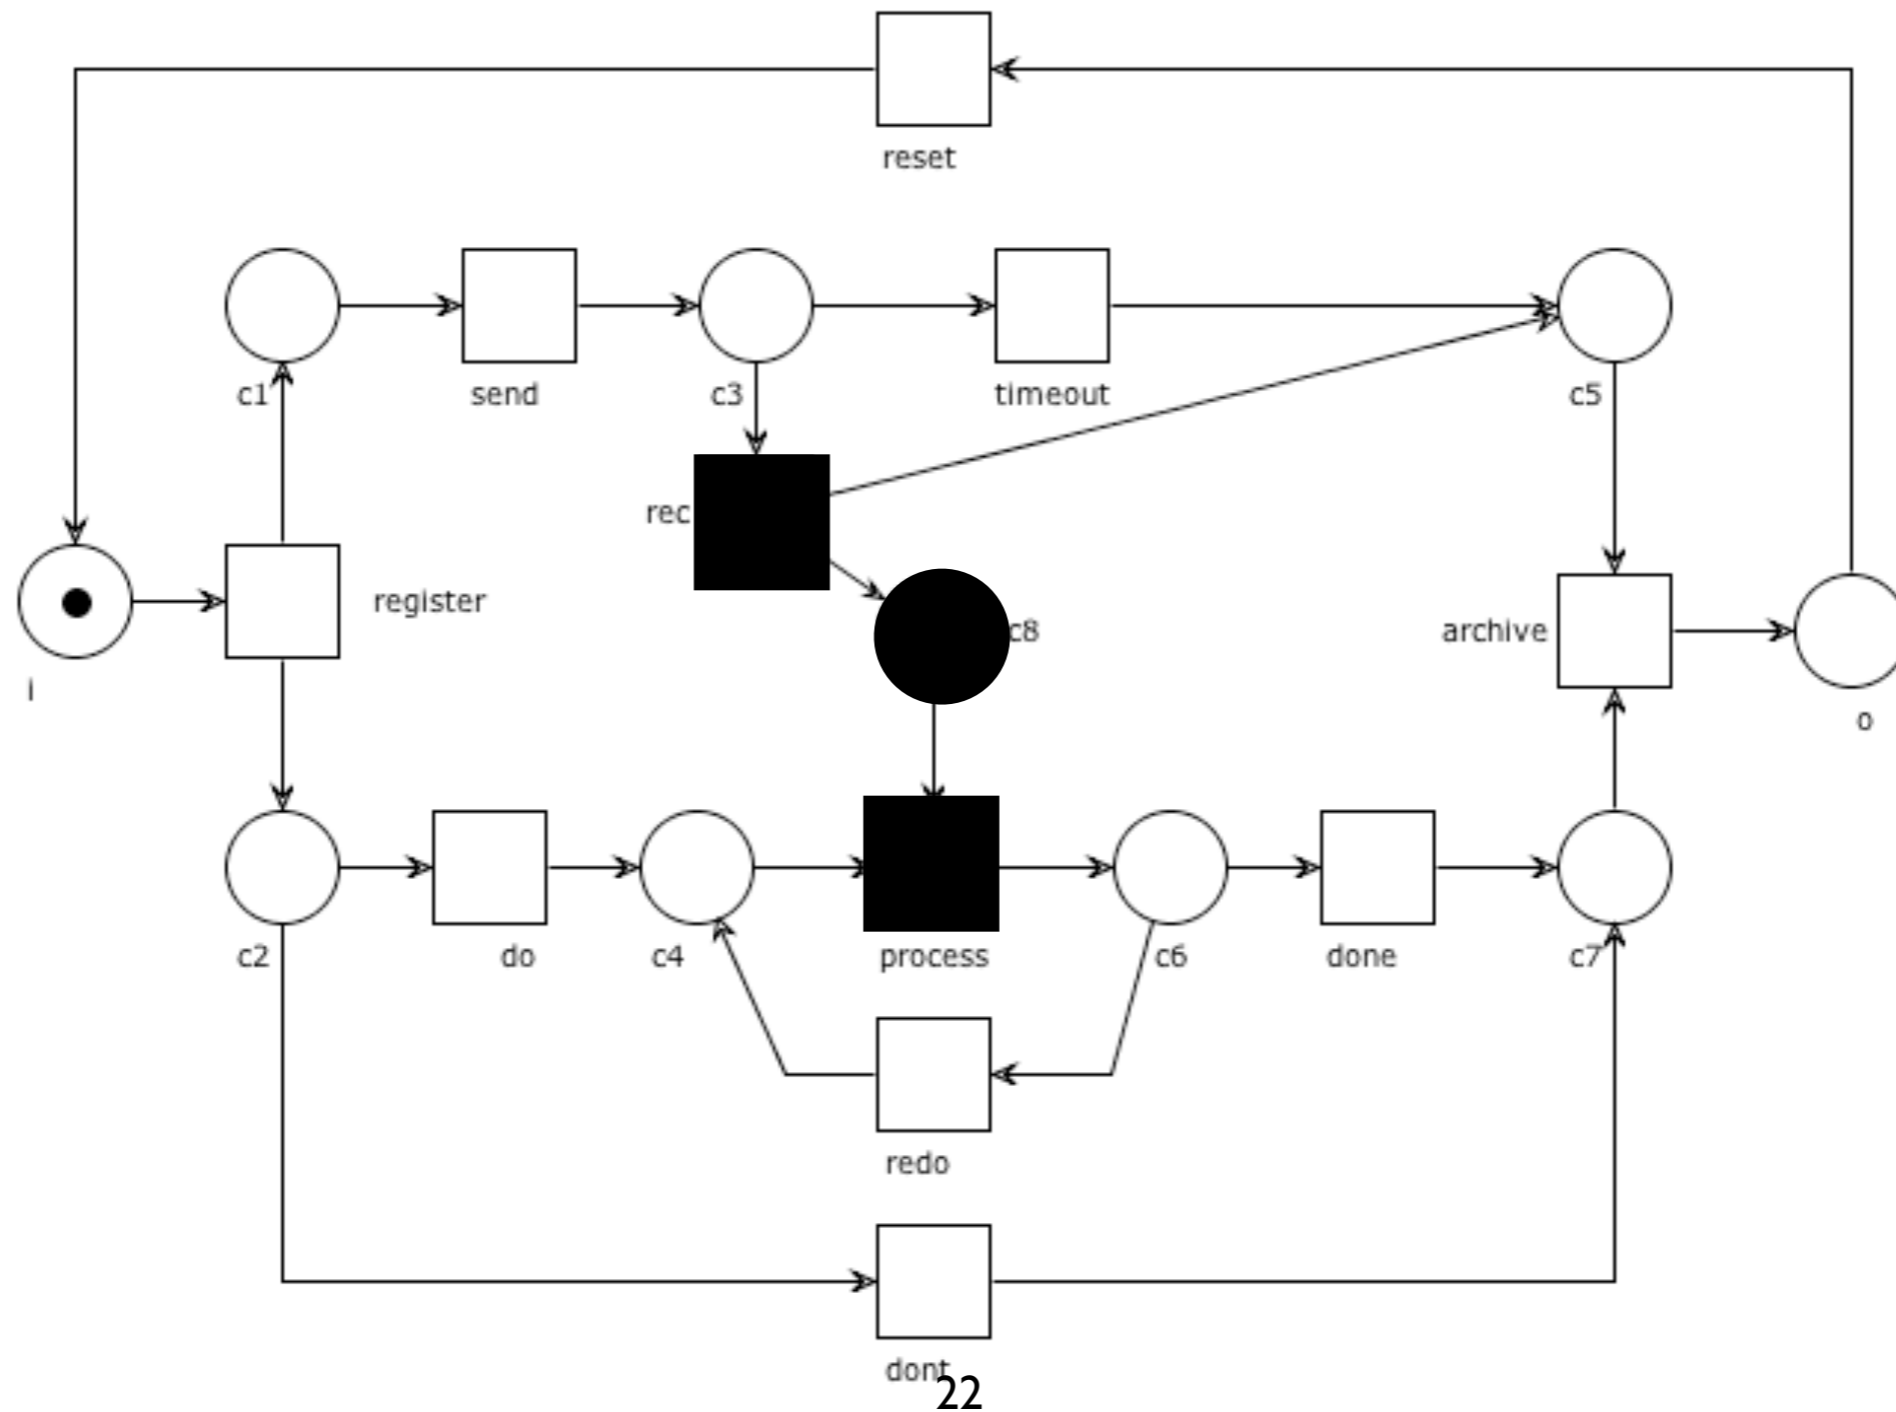 reset
c1
send
c3
timeout
c5
rec
register
c8
archive
i
o
c2
do
c4
process
c6
done
c7
redo
dont
22